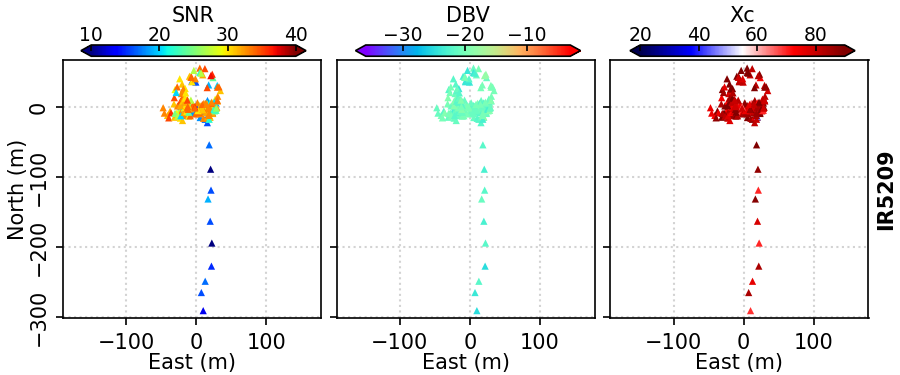 SNR
DBV
Xc
10 20 30 40
−30 −20 −10
20 40 60 80
North (m)
0
−100
−200
−300
IR5209
−100 0 100
−100 0 100
−100 0 100
East (m)
East (m)
East (m)